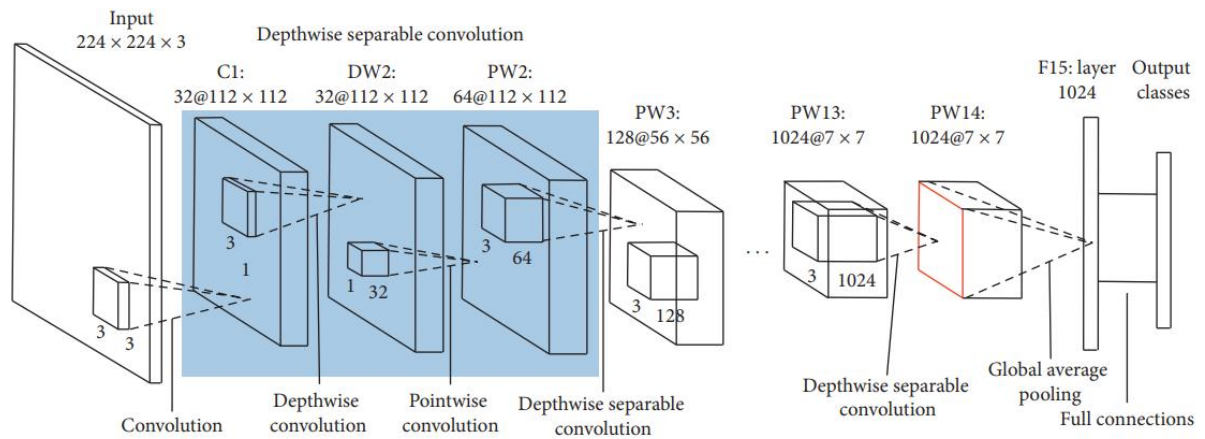 Input
224 × 224 × 3
Depthwise separable convolution
C1:
32@112 × 112
DW2:
32@112 × 112
PW2:
64@112 × 112
PW3:
128@56 × 56
PW13:
1024@7 × 7
PW14:
1024@7 × 7
F15: layer
1024
Output
classes
3
3
3
1
1
32
3
64
3
128
...
3
1024
Convolution
Depthwise
convolution
Pointwise
convolution
Depthwise separable
convolution
Depthwise separable
convolution
Global average
pooling
Full connections